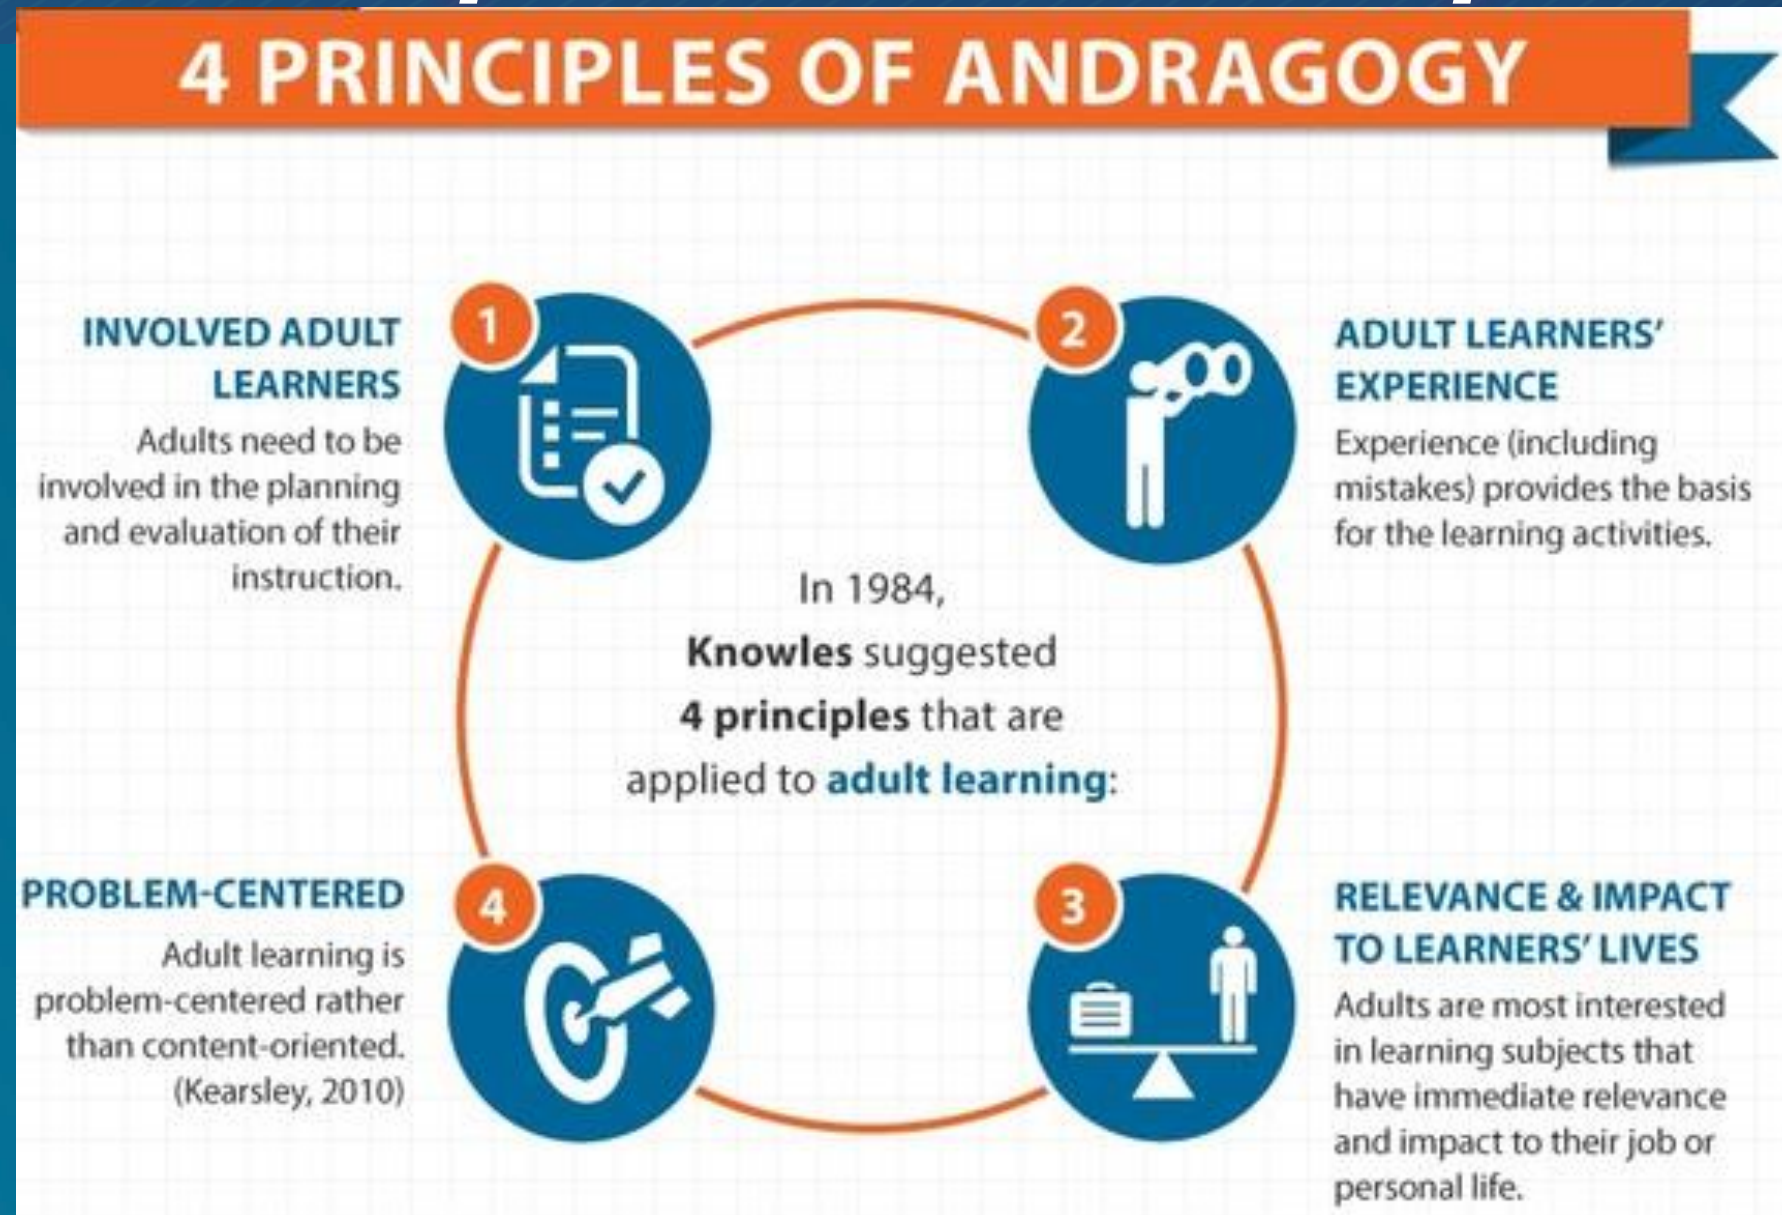 4 PRINCIPLES OF ANDRAGOGY
1
INVOLVED ADULT
LEARNERS
Adults need to be
involved in the planning
and evaluation of their
instruction.
2
ADULT LEARNERS’
EXPERIENCE
Experience (including
mistakes) provides the basis
for the learning activities.
In 1984,
Knowles suggested
4 principles that are
applied to adult learning:
4
PROBLEM-CENTERED
Adult learning is
problem-centered rather
than content-oriented.
(Kearsley, 2010)
3
RELEVANCE & IMPACT
TO LEARNERS’ LIVES
Adults are most interested
in learning subjects that
have immediate relevance
and impact to their job or
personal life.